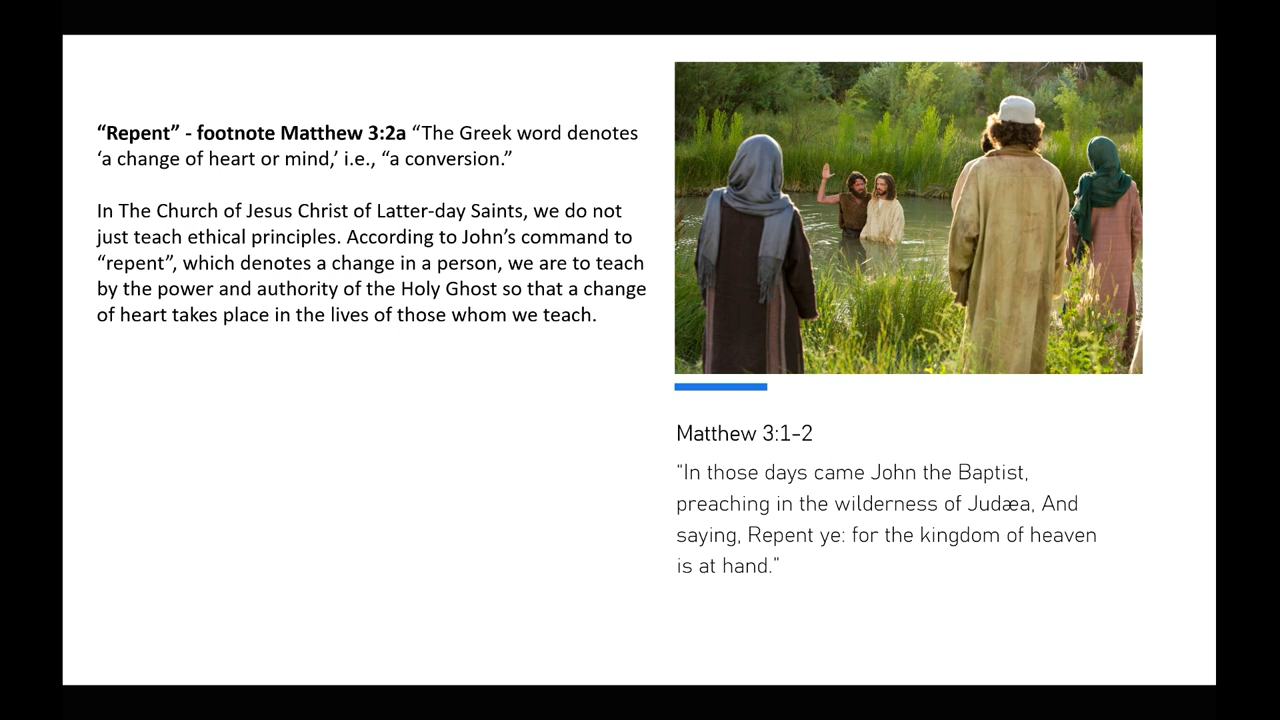 “Repent” - footnote Matthew 3:2a “The Greek word denotes
‘a change of heart or mind,’ i.e., “a conversion.”
In The Church of Jesus Christ of Latter-day Saints, we do not
just teach ethical principles. According to John’s command to
“repent”, which denotes a change in a person, we are to teach
by the power and authority of the Holy Ghost so that a change
of heart takes place in the lives of those whom we teach.
Matthew 3:1–2
“In those days came John the Baptist,
preaching in the wilderness of Judæa, And
saying, Repent ye: for the kingdom of heaven
is at hand.”